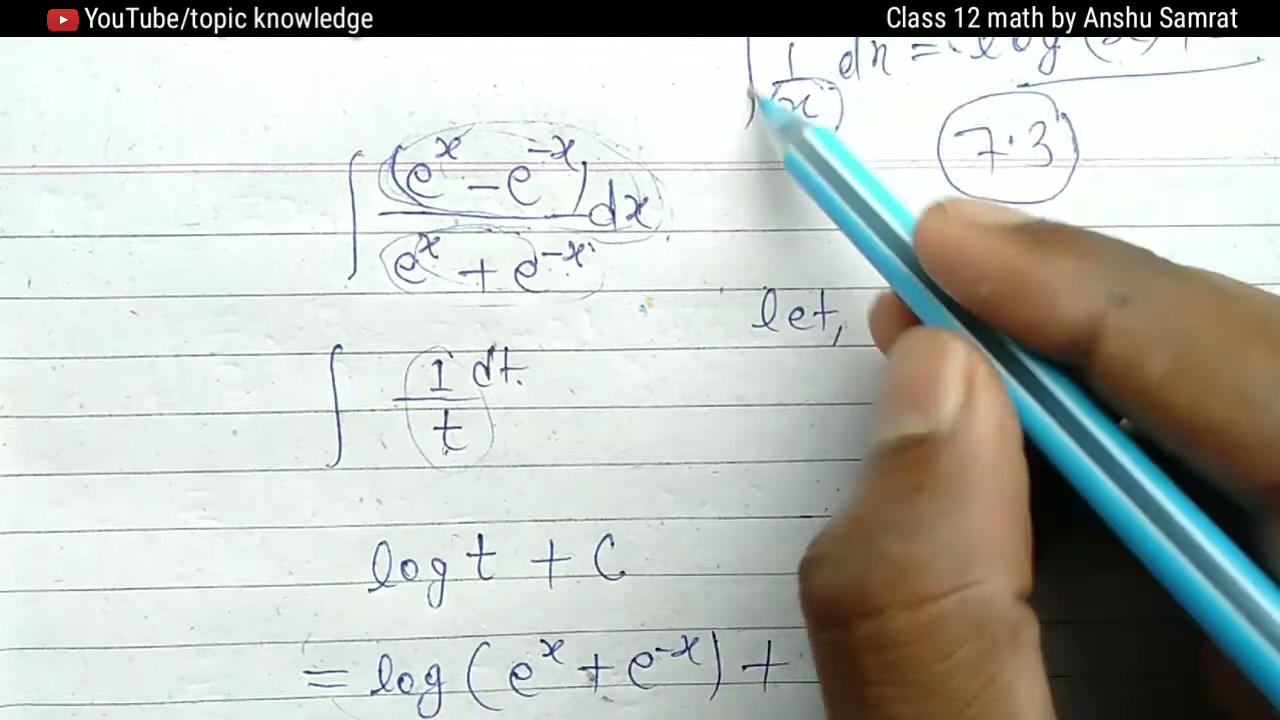 YouTube/topic knowledge
Class 12 math by Anshu Samrat
∫ 1/x dx = log (x) +
7.3
∫ (e^x - e^-x) dx / e^x + e^-x
let,
∫ 1/t dt.
log t + C
= log (e^x + e^-x) +